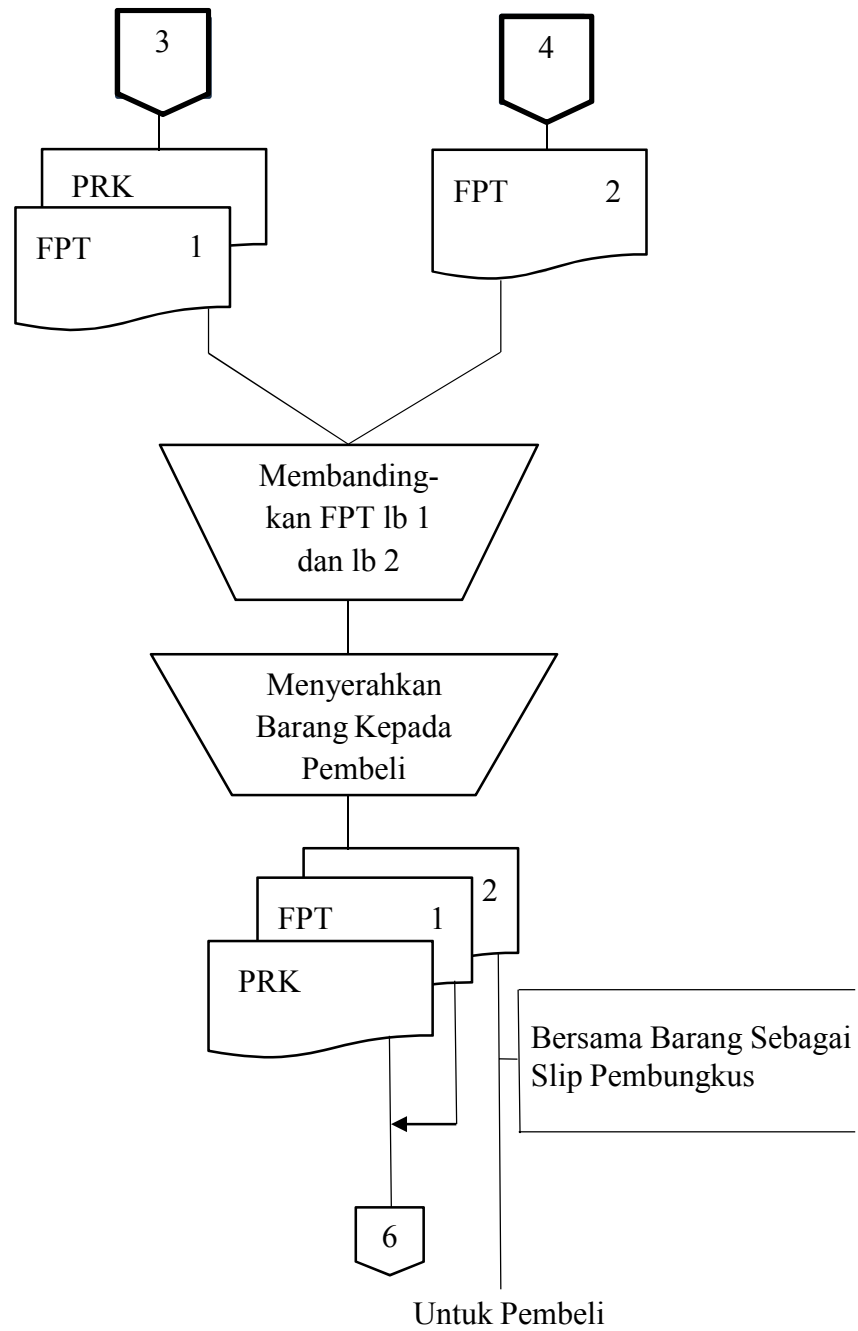 3
4
PRK
FPT 1
FPT 2
Membanding-
kan FPT lb 1
dan lb 2
Menyerahkan
Barang Kepada
Pembeli
2
FPT 1
PRK
Bersama Barang Sebagai
Slip Pembungkus
6
Untuk Pembeli